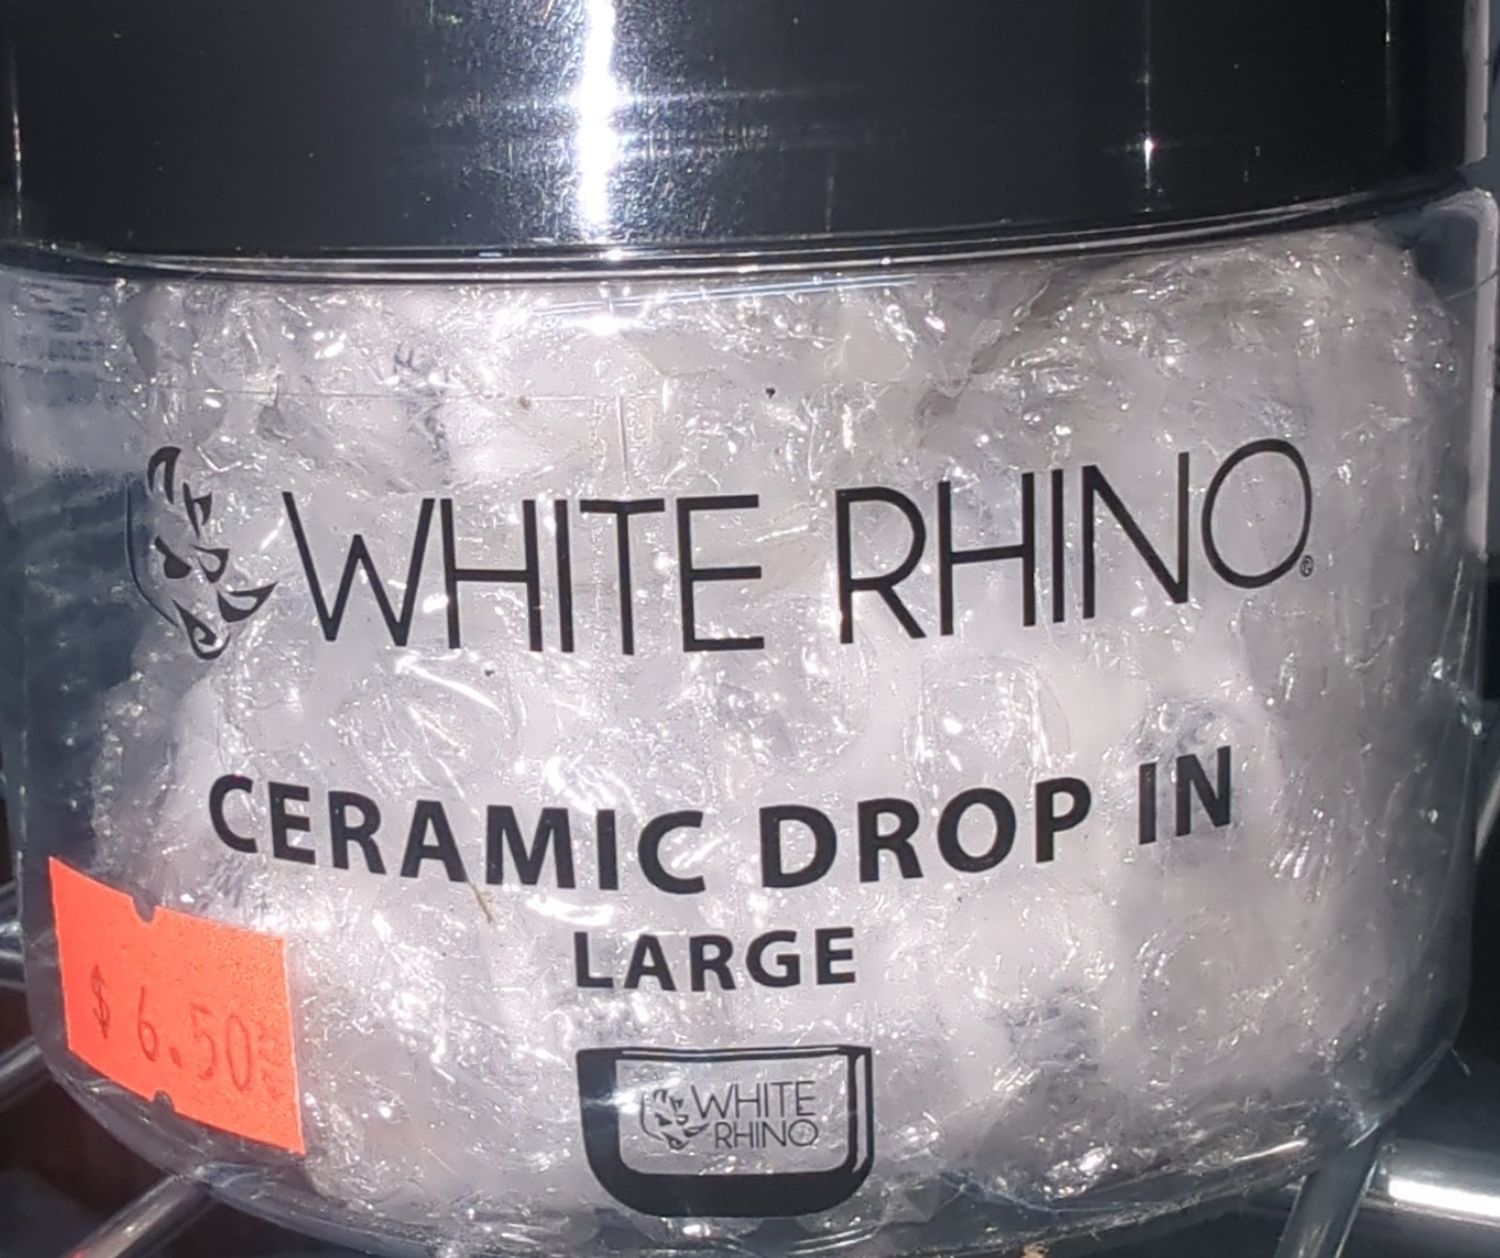 WHITE RHINO®
CERAMIC DROP IN
LARGE
$ 6.50
WHITE
RHINO